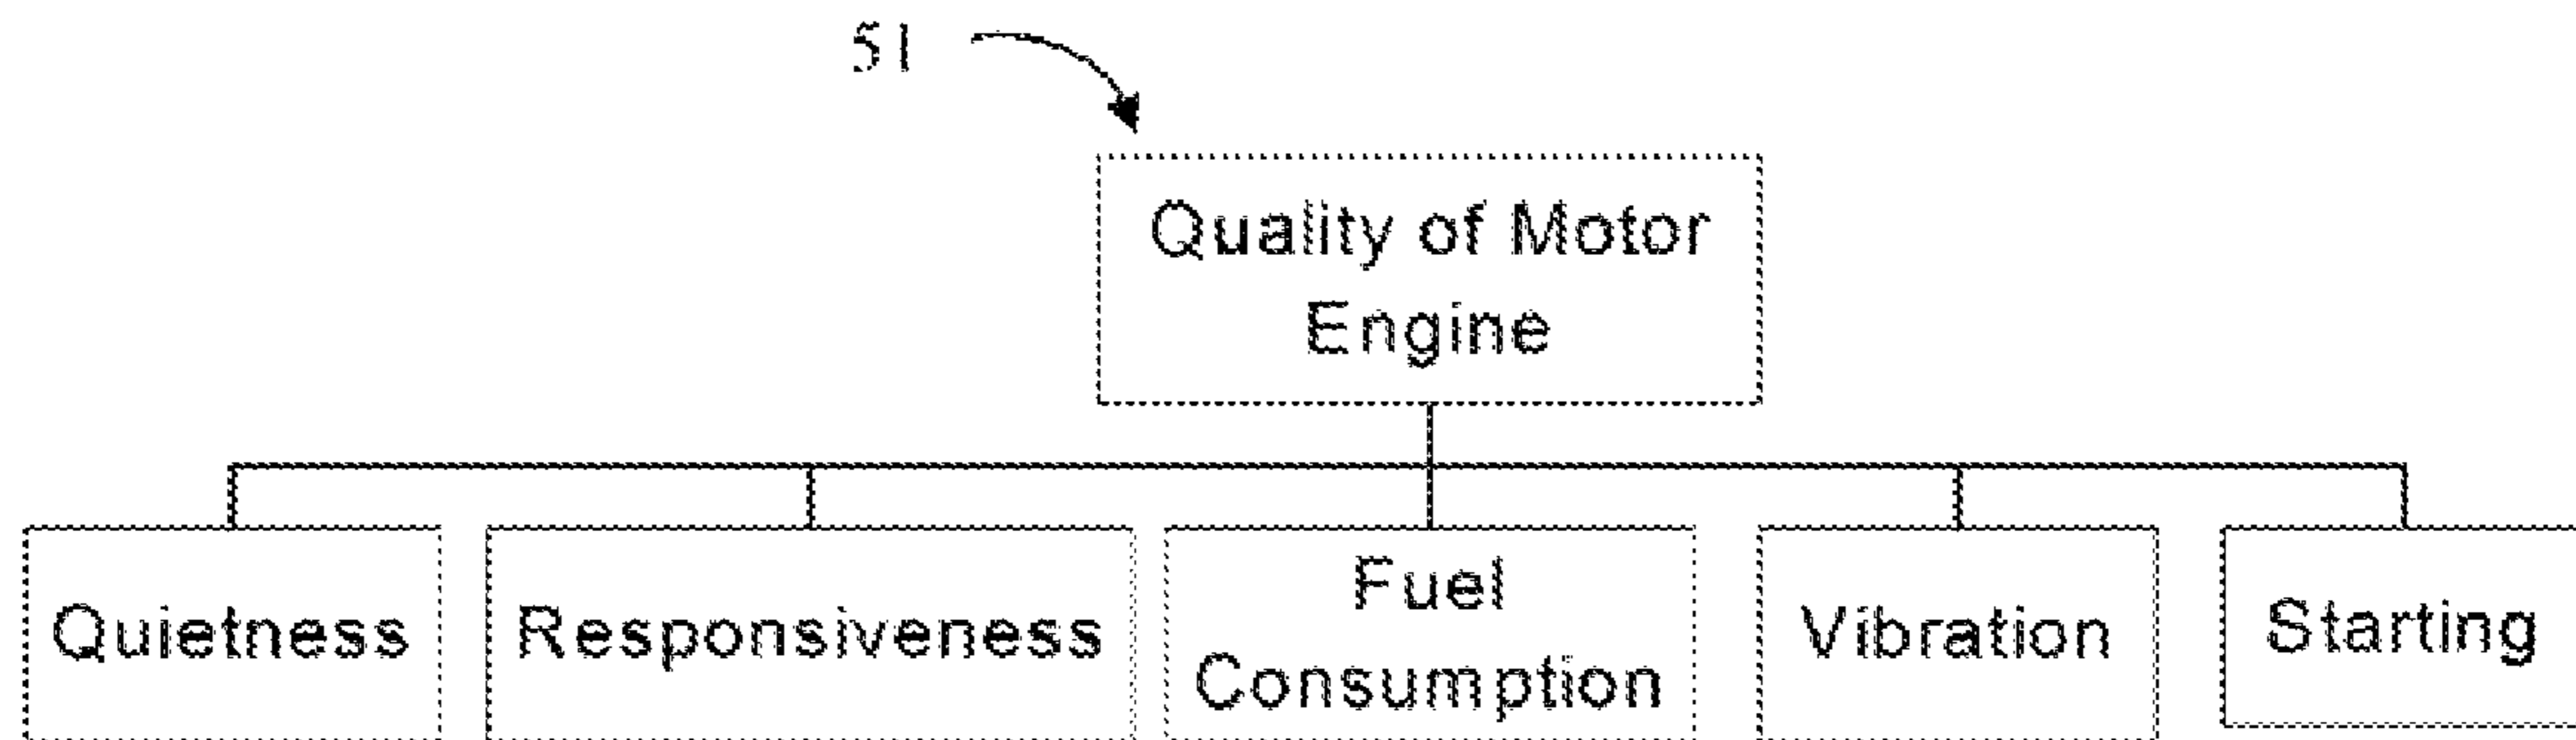 51
Quality of Motor
Engine
Quietness
Responsiveness
Fuel
Consumption
Vibration
Starting